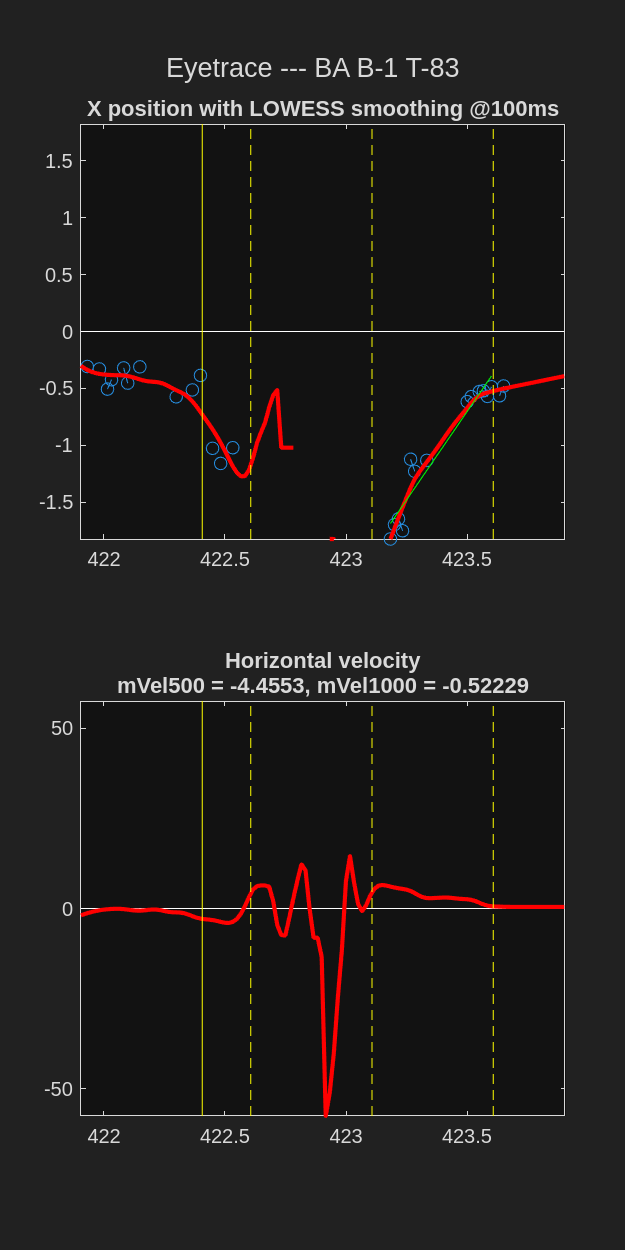 Eyetrace --- BA B-1 T-83
X position with LOWESS smoothing @100ms
1.5
1
0.5
0
-0.5
-1
-1.5
422 422.5 423 423.5
Horizontal velocity
mVel500 = -4.4553, mVel1000 = -0.52229
50
0
-50
422 422.5 423 423.5